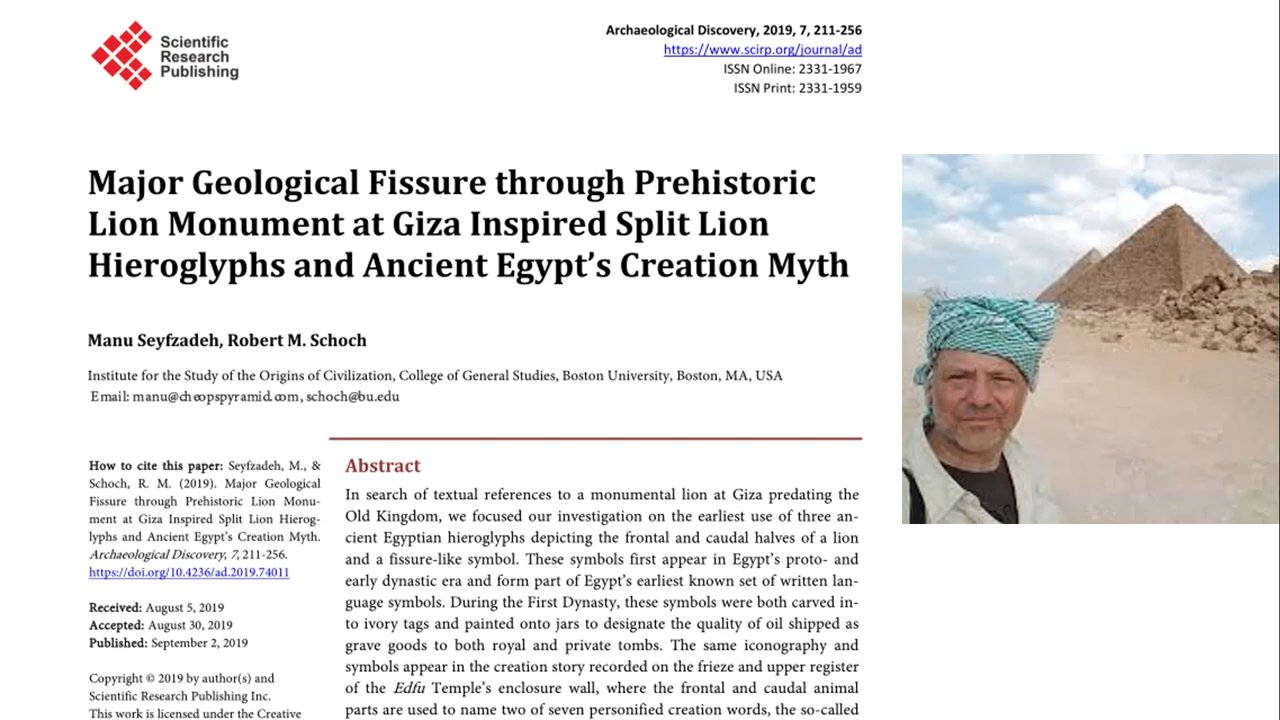 Scientific
Research
Publishing
Archaeological Discovery, 2019, 7, 211-256
https://www.scirp.org/journal/ad
ISSN Online: 2331-1967
ISSN Print: 2331-1959
Major Geological Fissure through Prehistoric
Lion Monument at Giza Inspired Split Lion
Hieroglyphs and Ancient Egypt’s Creation Myth
Manu Seyfzadeh, Robert M. Schoch
Institute for the Study of the Origins of Civilization, College of General Studies, Boston University, Boston, MA, USA
Email: manu@cheopspyramid.com, schoch@bu.edu
How to cite this paper: Seyfzadeh, M., &
Schoch, R. M. (2019). Major Geological
Fissure through Prehistoric Lion Monu-
ment at Giza Inspired Split Lion Hierog-
lyphs and Ancient Egypt’s Creation Myth.
Archaeological Discovery, 7, 211-256.
https://doi.org/10.4236/ad.2019.74011
Received: August 5, 2019
Accepted: August 30, 2019
Published: September 2, 2019
Copyright © 2019 by author(s) and
Scientific Research Publishing Inc.
This work is licensed under the Creative
Abstract
In search of textual references to a monumental lion at Giza predating the
Old Kingdom, we focused our investigation on the earliest use of three an-
cient Egyptian hieroglyphs depicting the frontal and caudal halves of a lion
and a fissure-like symbol. These symbols first appear in Egypt’s proto- and
early dynastic era and form part of Egypt’s earliest known set of written lan-
guage symbols. During the First Dynasty, these symbols were both carved in-
to ivory tags and painted onto jars to designate the quality of oil shipped as
grave goods to both royal and private tombs. The same iconography and
symbols appear in the creation story recorded on the frieze and upper register
of the Edfu Temple’s enclosure wall, where the frontal and caudal animal
parts are used to name two of seven personified creation words, the so-called